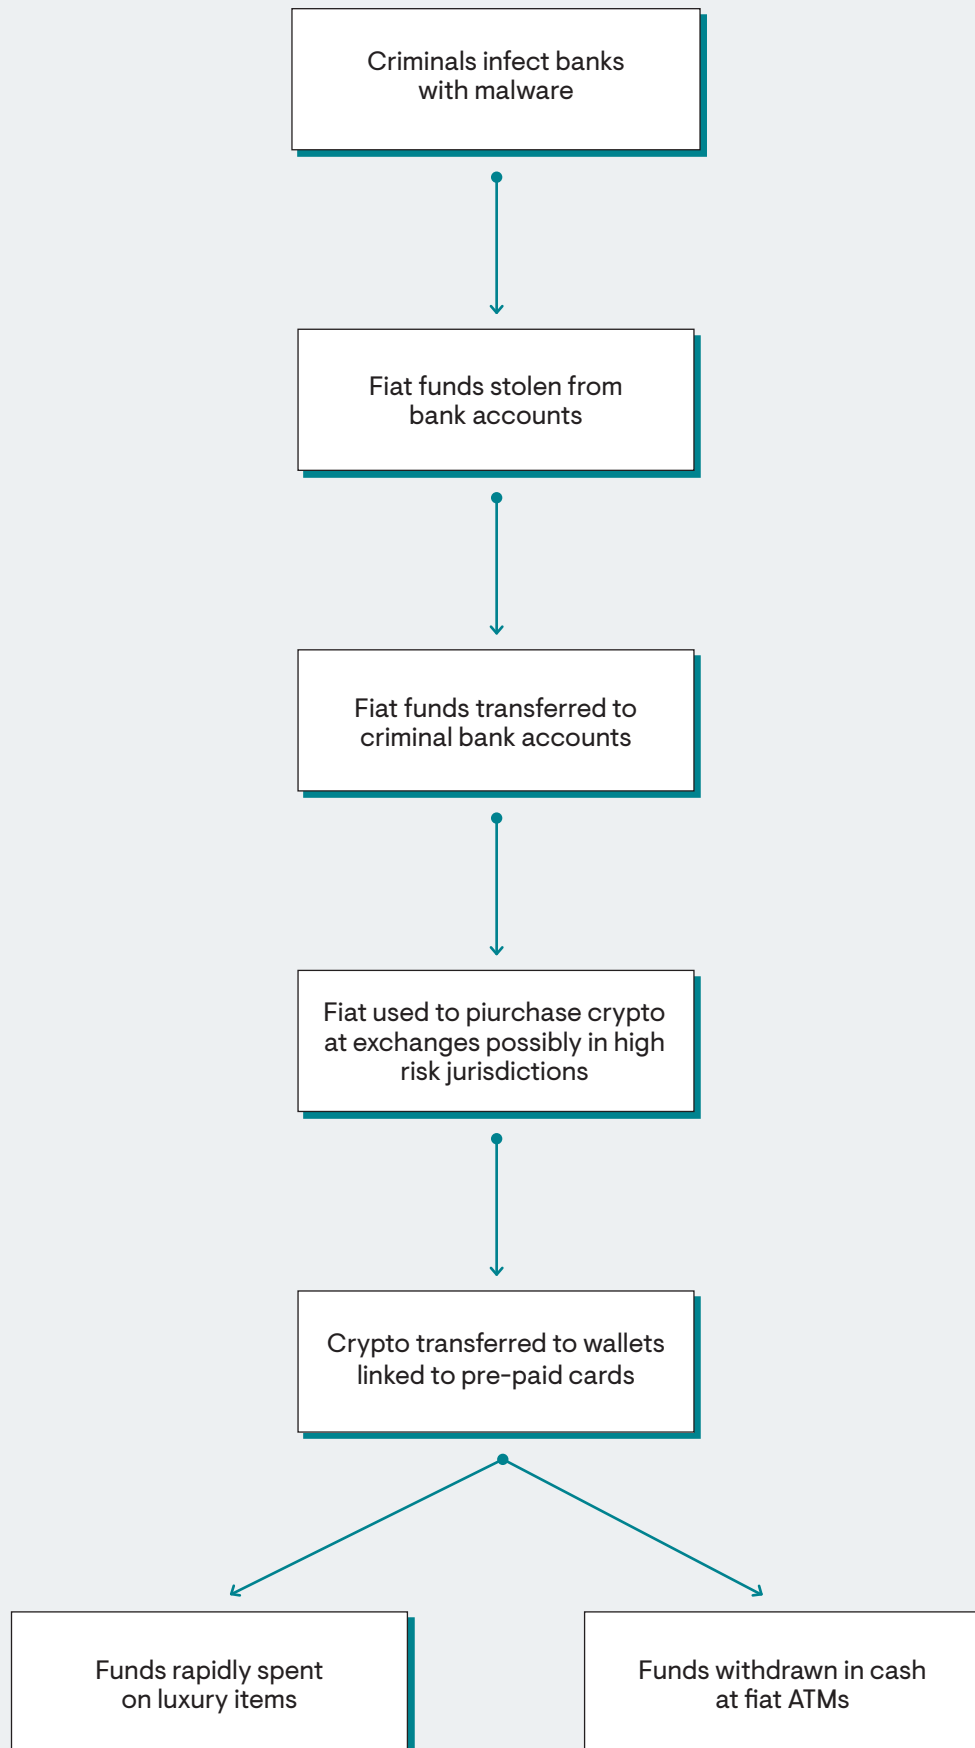 Criminals infect banks
with malware
Fiat funds stolen from
bank accounts
Fiat funds transferred to
criminal bank accounts
Fiat used to piurchase crypto
at exchanges possibly in high
risk jurisdictions
Crypto transferred to wallets
linked to pre-paid cards
Funds rapidly spent
on luxury items
Funds withdrawn in cash
at fiat ATMs